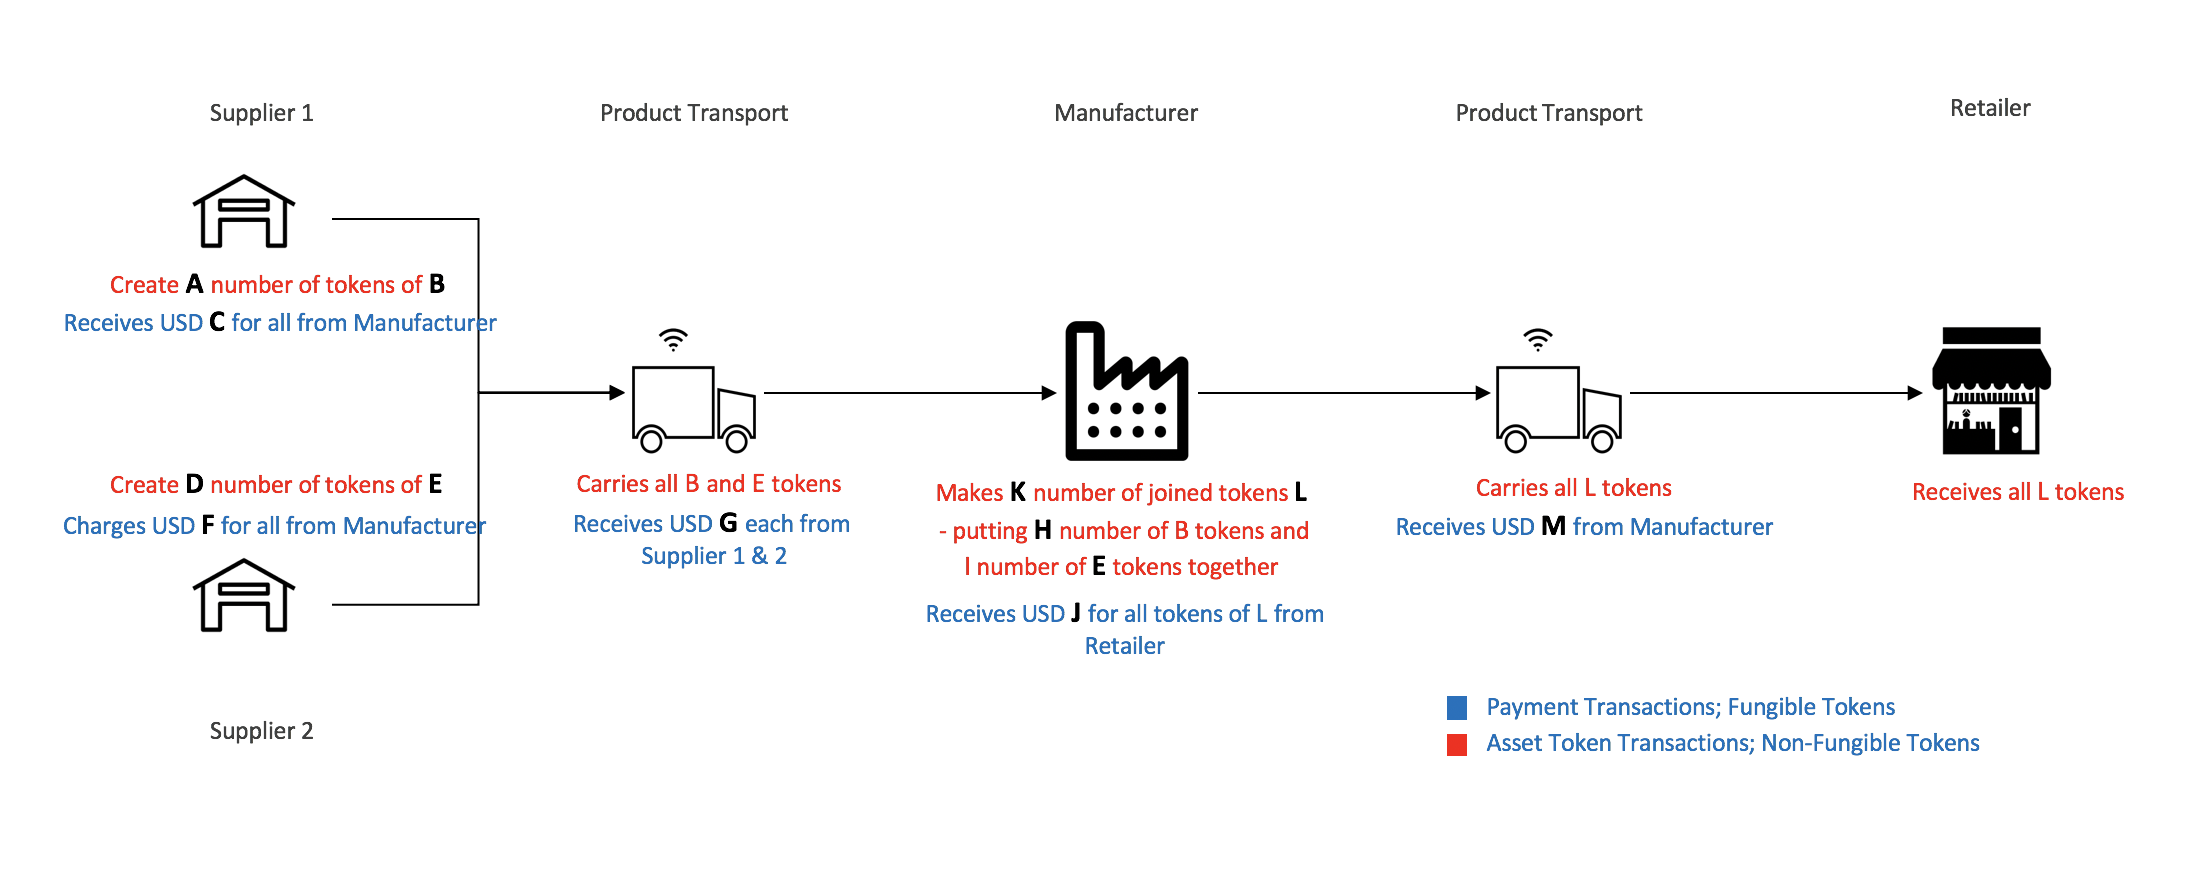 Supplier 1
Product Transport
Manufacturer
Product Transport
Retailer
Create A number of tokens of B
Receives USD C for all from Manufacturer
Create D number of tokens of E
Charges USD F for all from Manufacturer
Supplier 2
Carries all B and E tokens
Receives USD G each from
Supplier 1 & 2
Makes K number of joined tokens L
- putting H number of B tokens and
I number of E tokens together
Receives USD J for all tokens of L from
Retailer
Carries all L tokens
Receives USD M from Manufacturer
Receives all L tokens
Payment Transactions; Fungible Tokens
Asset Token Transactions; Non-Fungible Tokens